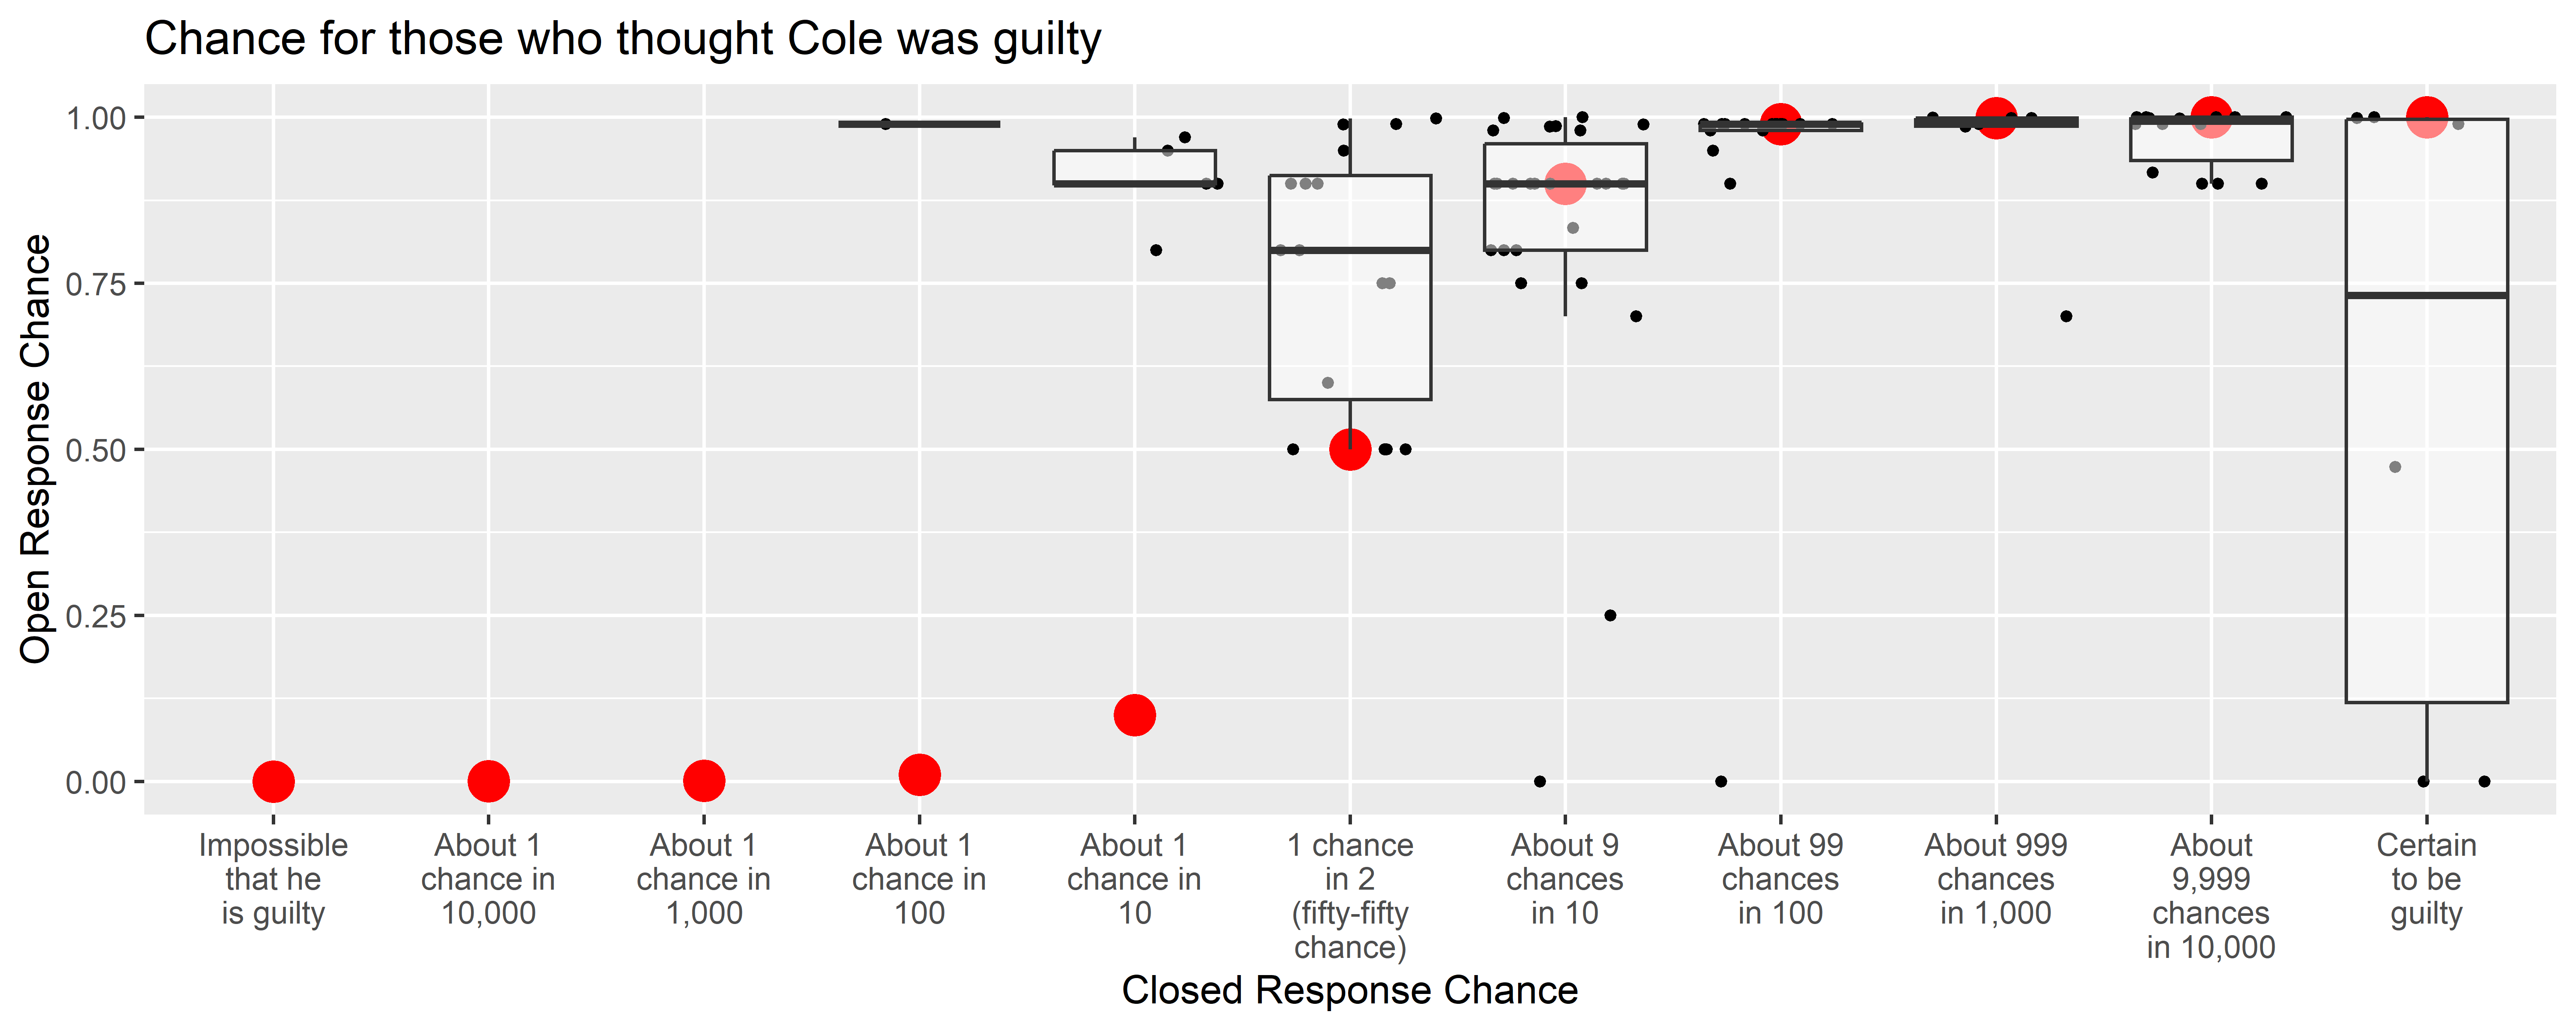 Chance for those who thought Cole was guilty
Open Response Chance
1.00
0.75
0.50
0.25
0.00
Impossible
that he
is guilty
About 1
chance in
10,000
About 1
chance in
1,000
About 1
chance in
100
About 1
chance in
10
1 chance
in 2
(fifty-fifty
chance)
About 9
chances
in 10
About 99
chances
in 100
About 999
chances
in 1,000
About
9,999
chances
in 10,000
Certain
to be
guilty
Closed Response Chance